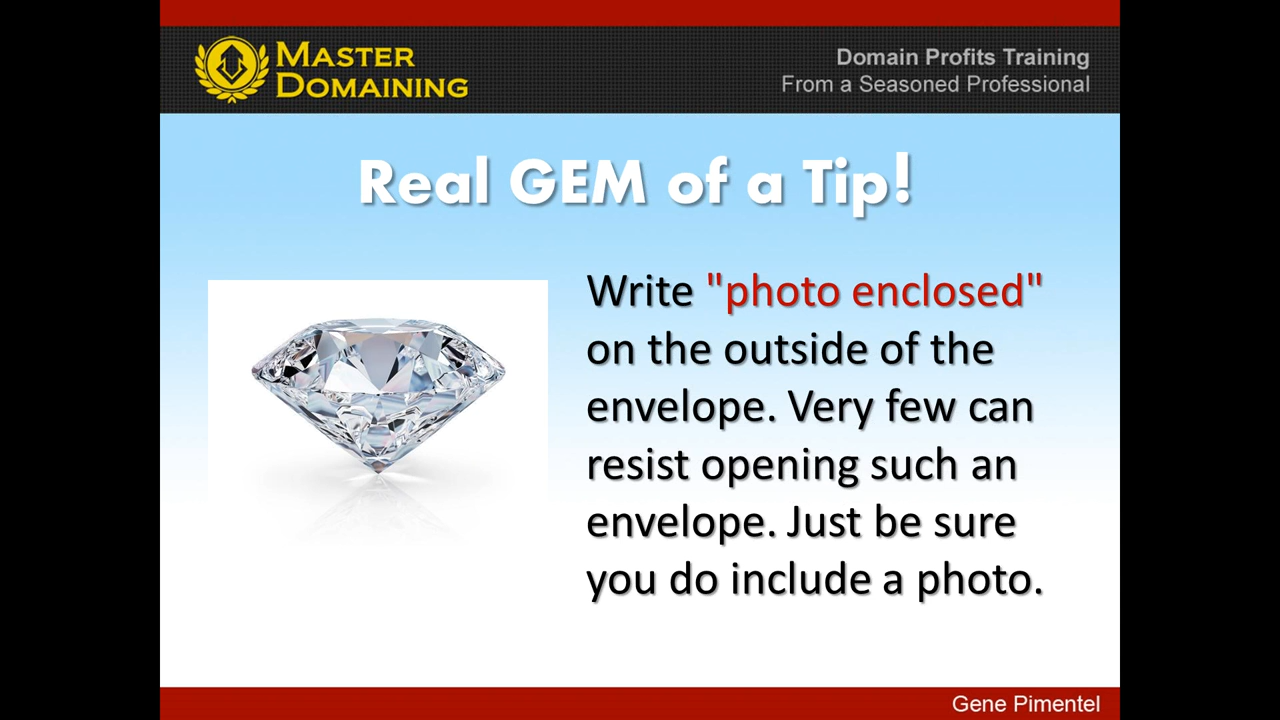 MASTER
DOMAINING
Domain Profits Training
From a Seasoned Professional
Real GEM of a Tip!
Write "photo enclosed"
on the outside of the
envelope. Very few can
resist opening such an
envelope. Just be sure
you do include a photo.
Gene Pimentel